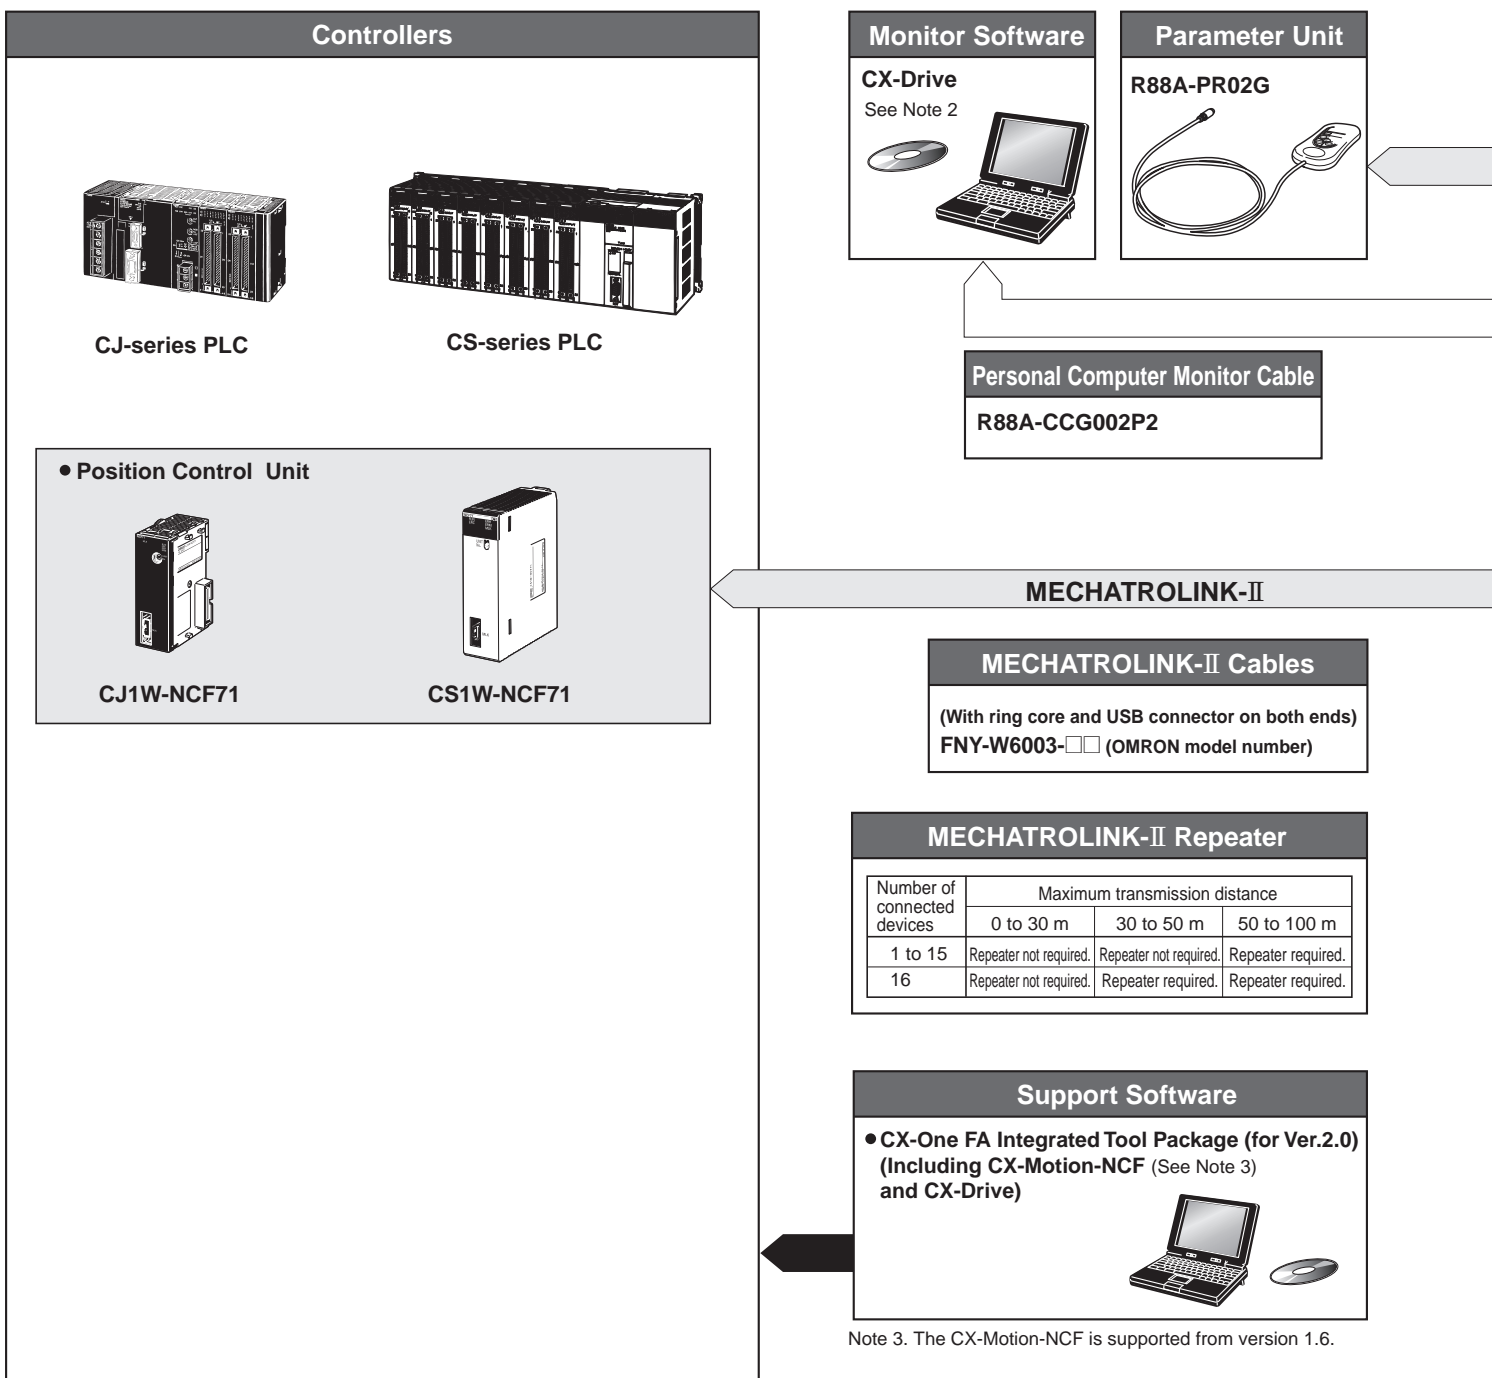 Controllers
CJ-series PLC
CS-series PLC
• Position Control Unit
CJ1W-NCF71
CS1W-NCF71
Monitor Software
CX-Drive
See Note 2
Parameter Unit
R88A-PR02G
Personal Computer Monitor Cable
R88A-CCG002P2
MECHATROLINK-Ⅱ
MECHATROLINK-Ⅱ Cables
(With ring core and USB connector on both ends)
FNY-W6003-□□ (OMRON model number)
MECHATROLINK-Ⅱ Repeater
Number of
connected
devices
Maximum transmission distance
0 to 30 m 30 to 50 m 50 to 100 m
1 to 15 Repeater not required. Repeater not required. Repeater required.
16 Repeater not required. Repeater required. Repeater required.
Support Software
• CX-One FA Integrated Tool Package (for Ver.2.0)
(Including CX-Motion-NCF (See Note 3)
and CX-Drive)
Note 3. The CX-Motion-NCF is supported from version 1.6.